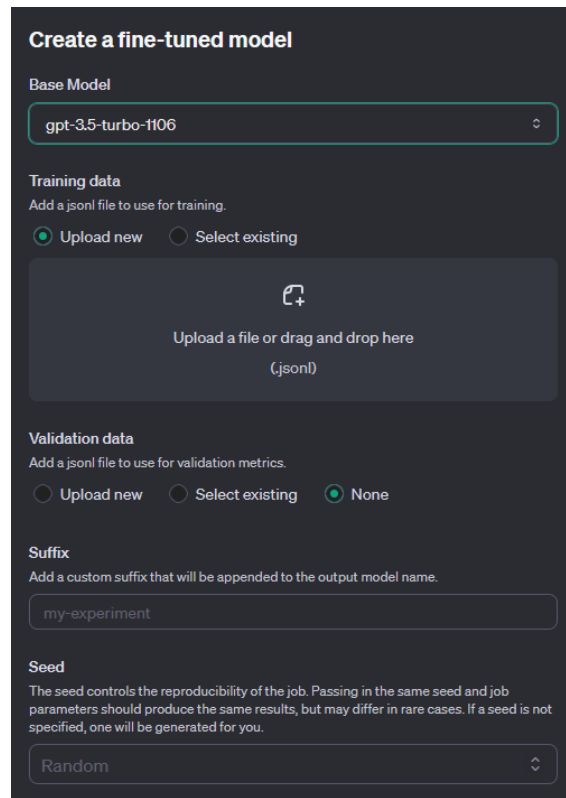 Create a fine-tuned model
Base Model
gpt-3.5-turbo-1106
Training data
Add a jsonl file to use for training.
Upload new
Select existing
Upload a file or drag and drop here
(.jsonl)
Validation data
Add a jsonl file to use for validation metrics.
Upload new
Select existing
None
Suffix
Add a custom suffix that will be appended to the output model name.
my-experiment
Seed
The seed controls the reproducibility of the job. Passing in the same seed and job
parameters should produce the same results, but may differ in rare cases. If a seed is not
specified, one will be generated for you.
Random